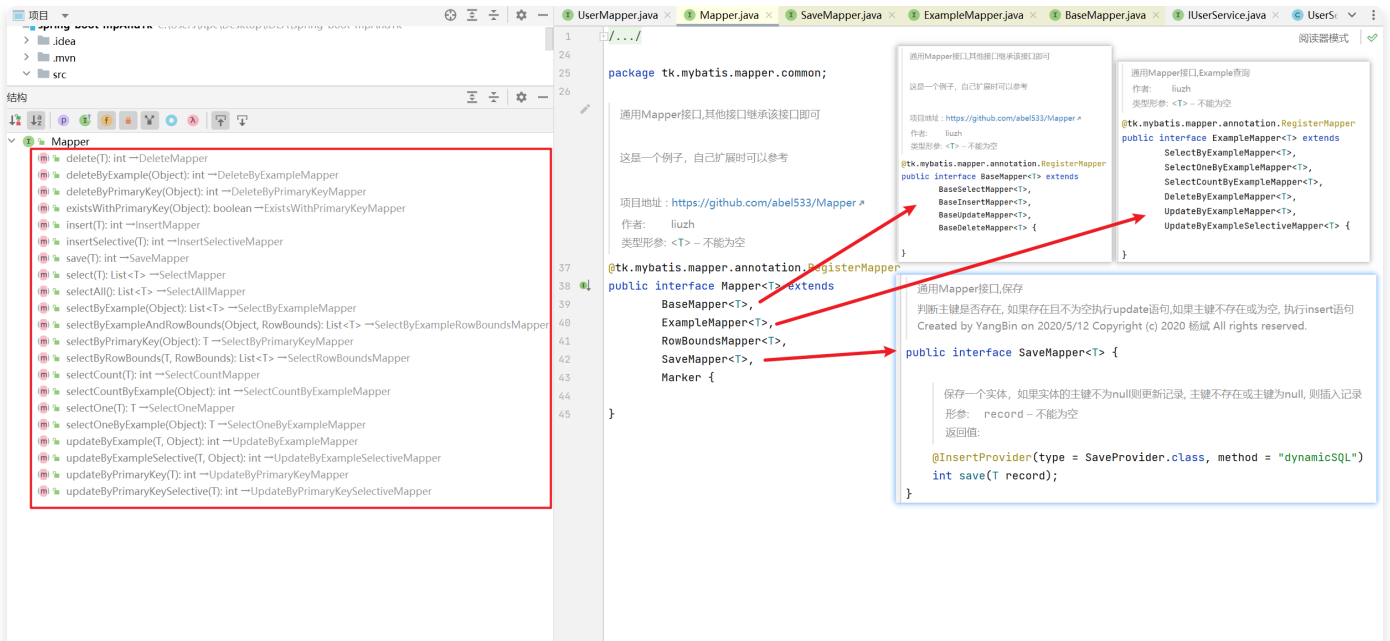 项目
spring-boot-mpAndTk
.idea
.mvn
src
结构
Mapper
delete(T): int →DeleteMapper
deleteByExample(Object): int →DeleteByExampleMapper
deleteByPrimaryKey(Object): int →DeleteByPrimaryKeyMapper
existsWithPrimaryKey(Object): boolean →ExistsWithPrimaryKeyMapper
insert(T): int →InsertMapper
insertSelective(T): int →InsertSelectiveMapper
save(T): int →SaveMapper
select(T): List<T> →SelectMapper
selectAll(): List<T> →SelectAllMapper
selectByExample(Object): List<T> →SelectByExampleMapper
selectByExampleAndRowBounds(Object, RowBounds): List<T> →SelectByExampleRowBoundsMapper
selectByPrimaryKey(Object): T →SelectByPrimaryKeyMapper
selectByRowBounds(T, RowBounds): List<T> →SelectRowBoundsMapper
selectCount(T): int →SelectCountMapper
selectCountByExample(Object): int →SelectCountByExampleMapper
selectOne(T): T →SelectOneMapper
selectOneByExample(Object): T →SelectOneByExampleMapper
updateByExample(T, Object): int →UpdateByExampleMapper
updateByExampleSelective(T, Object): int →UpdateByExampleSelectiveMapper
updateByPrimaryKey(T): int →UpdateByPrimaryKeyMapper
updateByPrimaryKeySelective(T): int →UpdateByPrimaryKeySelectiveMapper
UserMapper.java Mapper.java SaveMapper.java ExampleMapper.java BaseMapper.java IUserService.java UserSe
阅读器模式
1 /.../
24
25 package tk.mybatis.mapper.common;
26
通用Mapper接口,其他接口继承该接口即可
这是一个例子，自己扩展时可以参考
项目地址 : https://github.com/abel533/Mapper
作者: liuzh
类型形参: <T> – 不能为空
37 @tk.mybatis.mapper.annotation.RegisterMapper
38 public interface Mapper<T> extends
39 BaseMapper<T>,
40 ExampleMapper<T>,
41 RowBoundsMapper<T>,
42 SaveMapper<T>,
43 Marker {
44
45 }
通用Mapper接口,其他接口继承该接口即可
这是一个例子，自己扩展时可以参考
项目地址 : https://github.com/abel533/Mapper
作者: liuzh
类型形参: <T> – 不能为空
@tk.mybatis.mapper.annotation.RegisterMapper
public interface BaseMapper<T> extends
BaseSelectMapper<T>,
BaseInsertMapper<T>,
BaseUpdateMapper<T>,
BaseDeleteMapper<T> {
}
通用Mapper接口,Example查询
作者: liuzh
类型形参: <T> – 不能为空
@tk.mybatis.mapper.annotation.RegisterMapper
public interface ExampleMapper<T> extends
SelectByExampleMapper<T>,
SelectOneByExampleMapper<T>,
SelectCountByExampleMapper<T>,
DeleteByExampleMapper<T>,
UpdateByExampleMapper<T>,
UpdateByExampleSelectiveMapper<T> {
}
通用Mapper接口,保存
判断主键是否存在, 如果存在且不为空执行update语句,如果主键不存在或为空, 执行insert语句
Created by YangBin on 2020/5/12 Copyright (c) 2020 杨斌 All rights reserved.
public interface SaveMapper<T> {
保存一个实体，如果实体的主键不为null则更新记录, 主键不存在或主键为null, 则插入记录
形参: record – 不能为空
返回值:
@InsertProvider(type = SaveProvider.class, method = "dynamicSQL")
int save(T record);
}